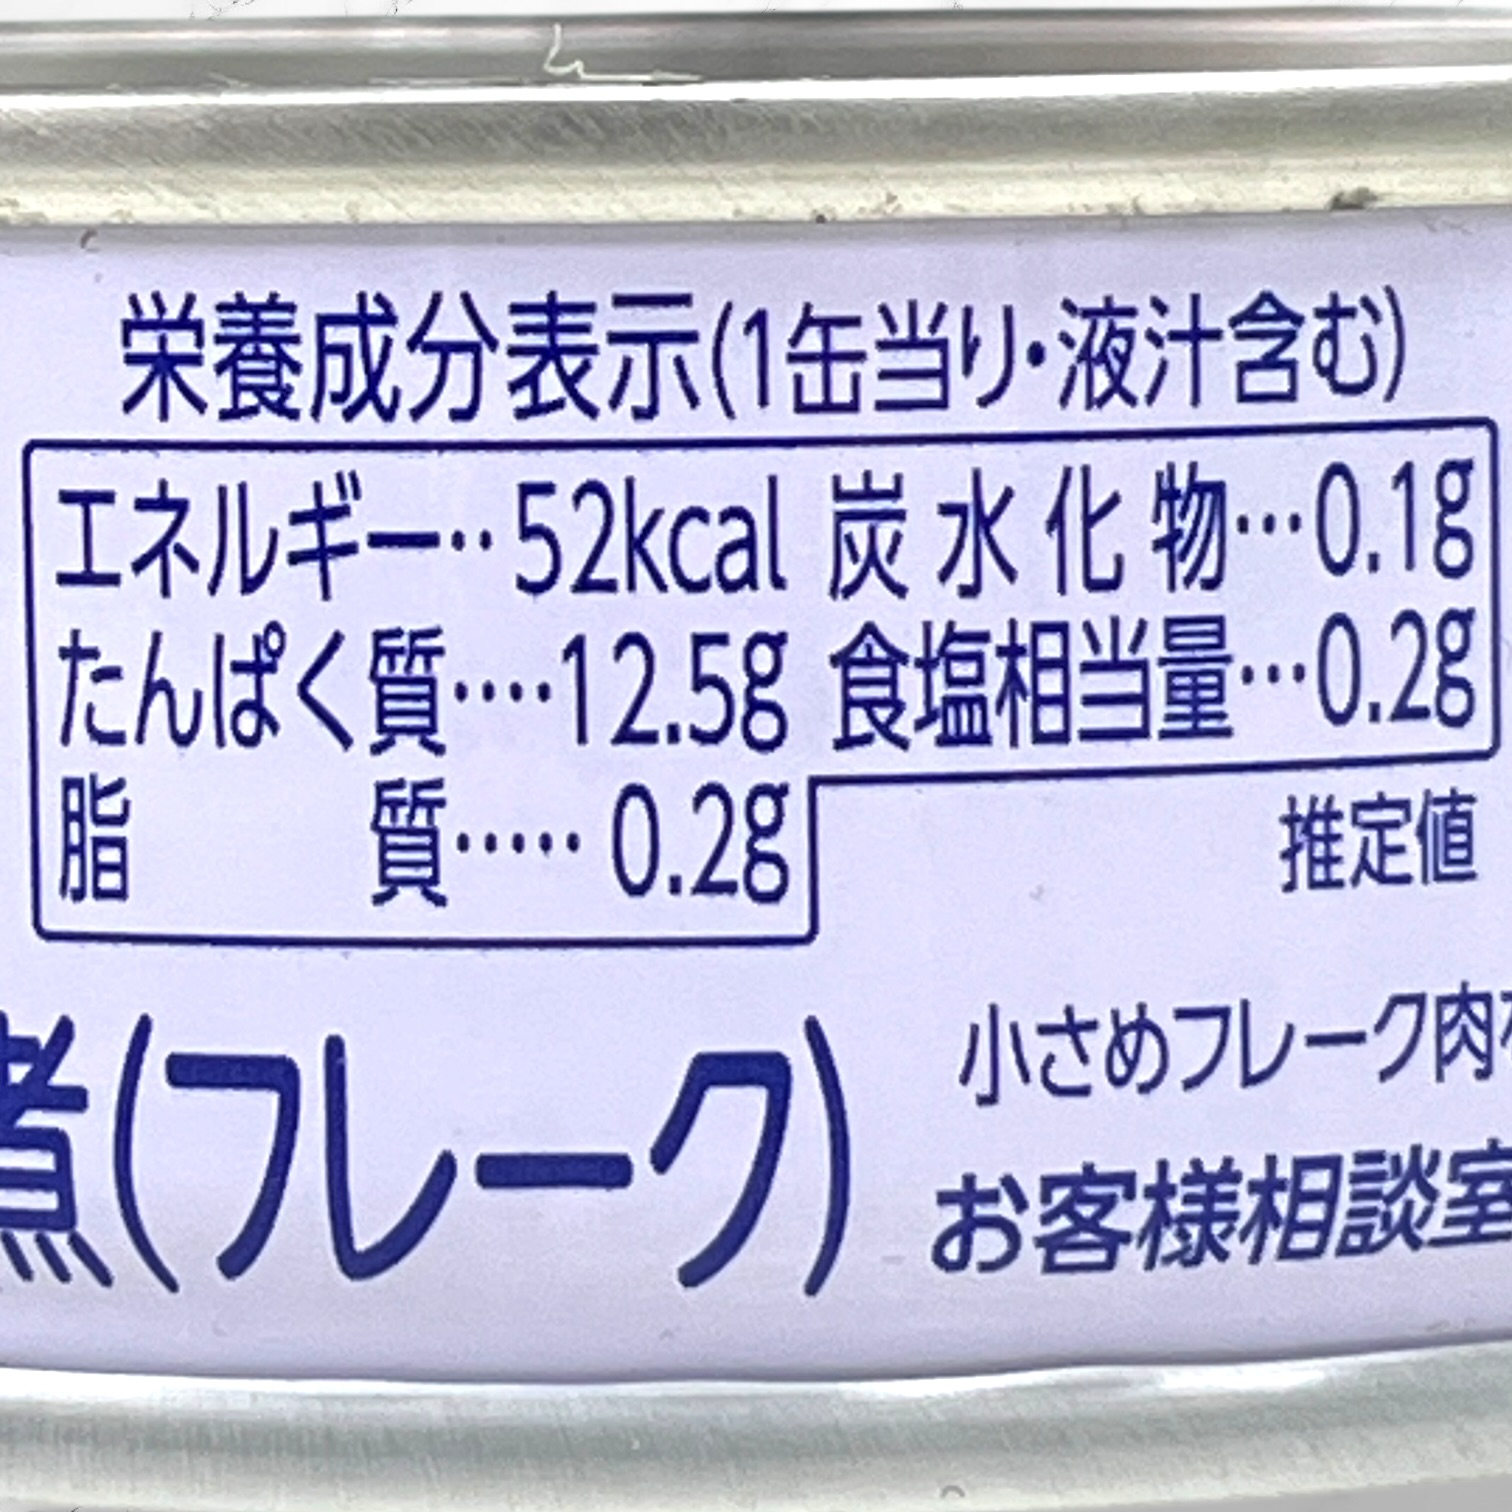 栄養成分表示(1缶当り・液汁含む)
エネルギー‥52kcal 炭水化物…0.1g
たんぱく質‥‥12.5g 食塩相当量…0.2g
脂質‥‥・0.2g
推定値
煮(フレーク)
小さめフレーク肉
お客様相談室